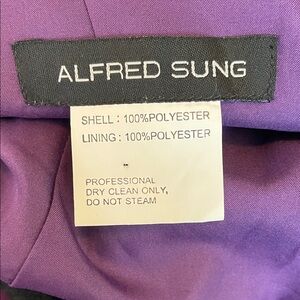 ALFRED SUNG
SHELL : 100%POLYESTER
LINING : 100%POLYESTER
-
PROFESSIONAL
DRY CLEAN ONLY,
DO NOT STEAM